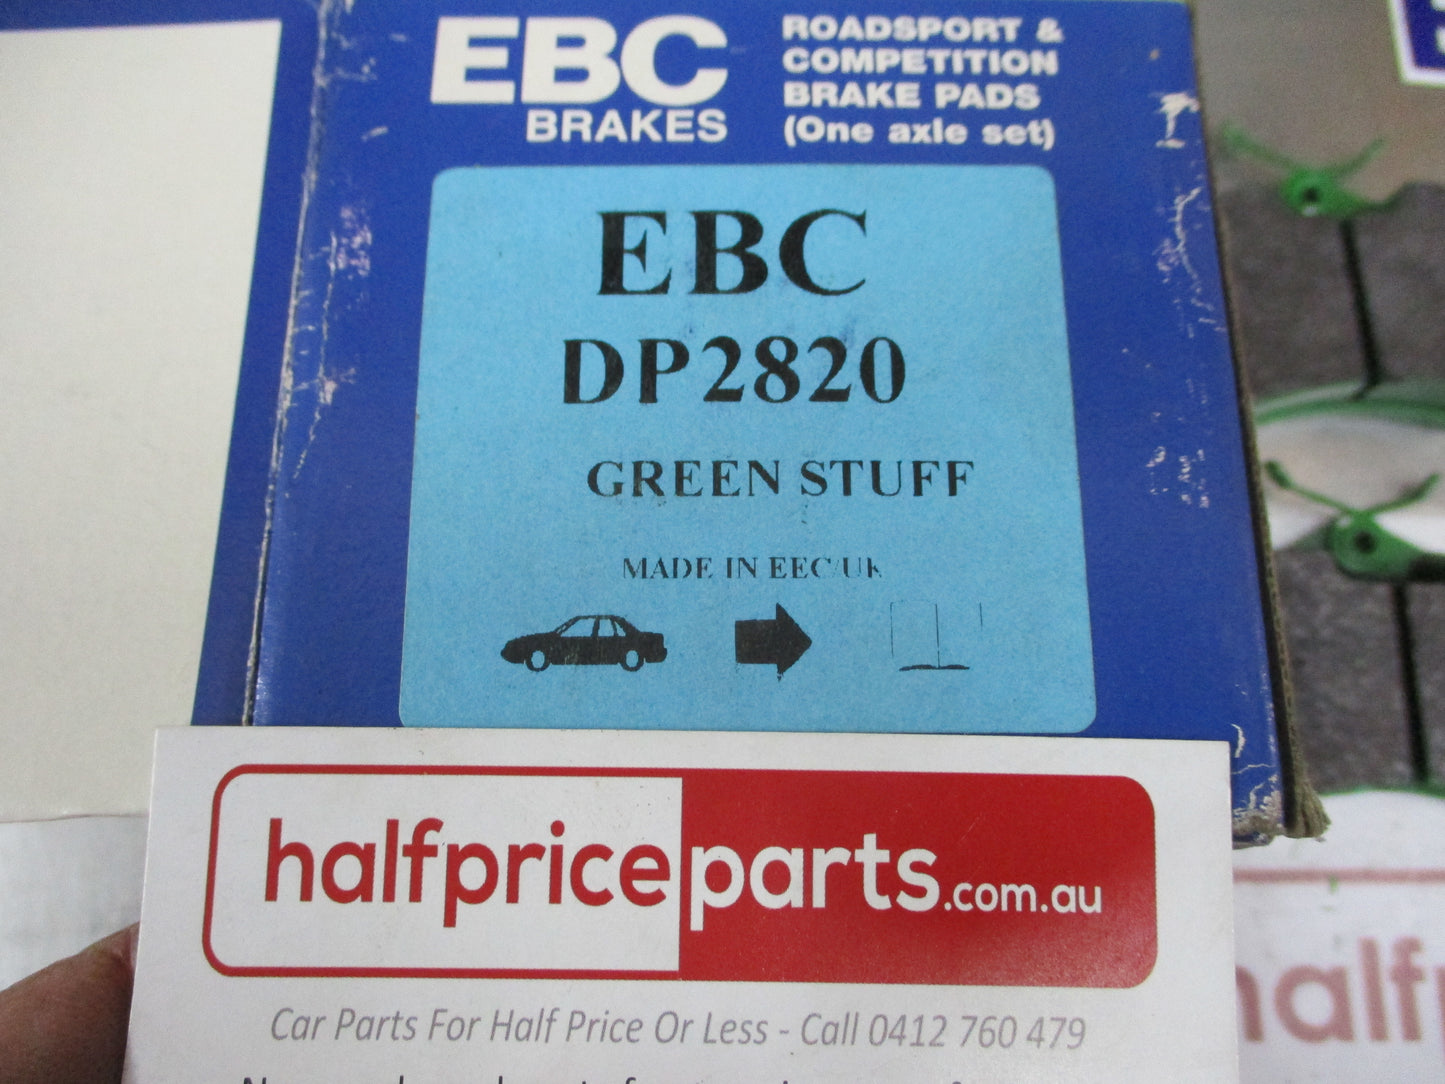 EBC
BRAKES
ROADSPORT &
COMPETITION
BRAKE PADS
(One axle set)
EBC
DP2820
GREEN STUFF
MADE IN EEC/UK
halfpriceparts.com.au
Car Parts For Half Price Or Less - Call 0412 760 479
half